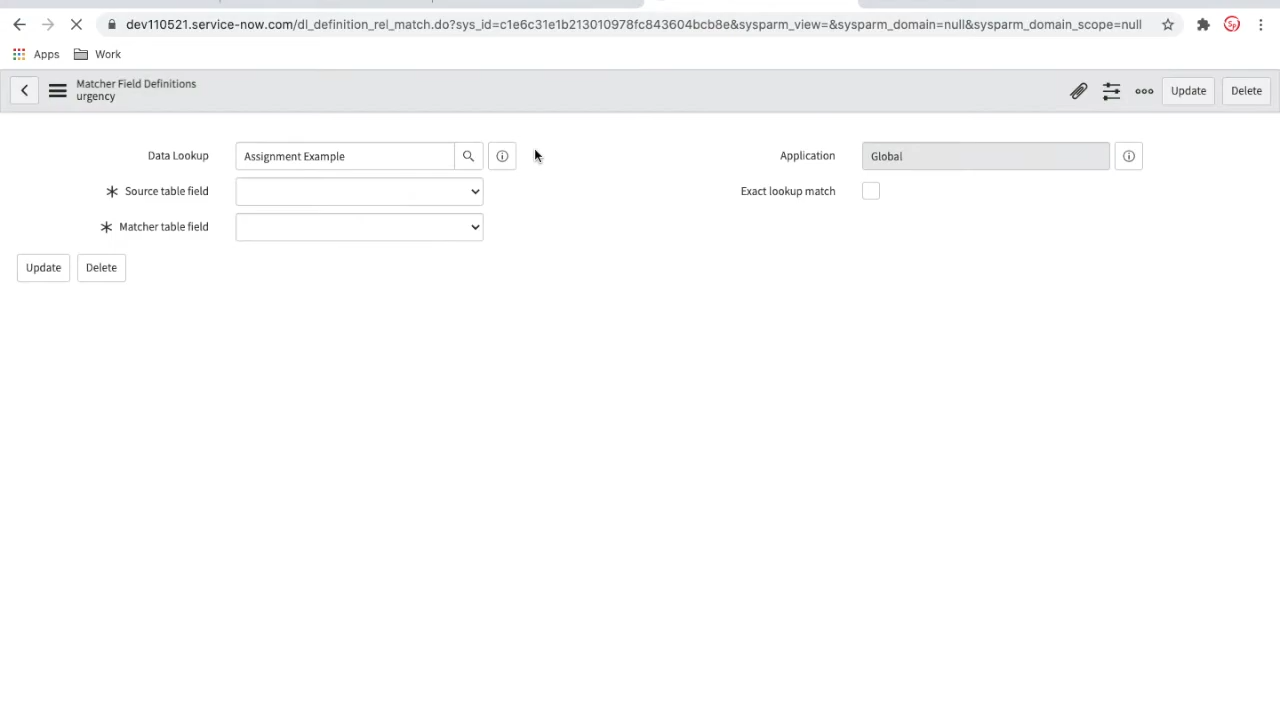 dev110521.service-now.com/dl_definition_rel_match.do?sys_id=c1e6c31e1b213010978fc843604bcb8e&sysparm_view=&sysparm_domain=null&sysparm_domain_scope=null
Apps
Work
Matcher Field Definitions
urgency
Update
Delete
Data Lookup
Assignment Example
Application
Global
Source table field
Exact lookup match
Matcher table field
Update
Delete